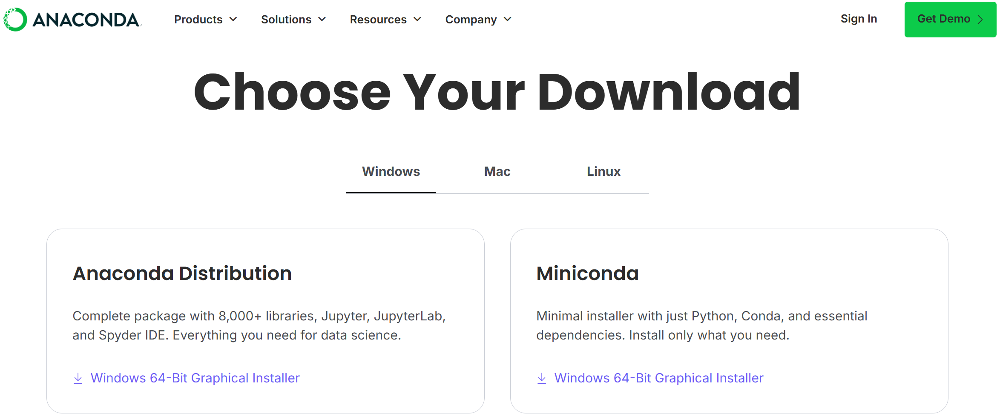 ANACONDA
Products
Solutions
Resources
Company
Sign In
Get Demo
Choose Your Download
Windows
Mac
Linux
Anaconda Distribution
Complete package with 8,000+ libraries, Jupyter, JupyterLab,
and Spyder IDE. Everything you need for data science.
Windows 64-Bit Graphical Installer
Miniconda
Minimal installer with just Python, Conda, and essential
dependencies. Install only what you need.
Windows 64-Bit Graphical Installer